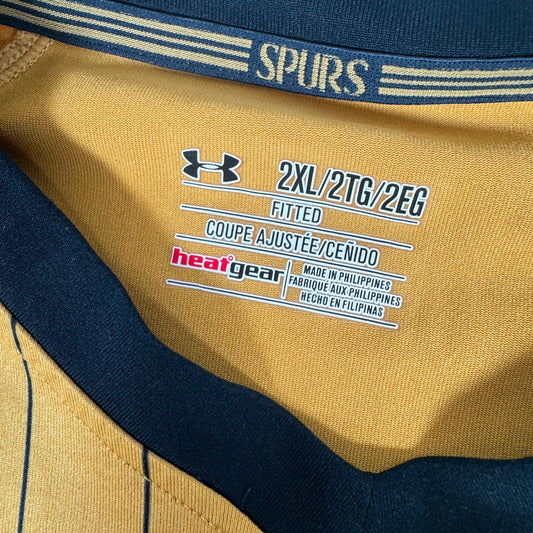 SPURS
2XL/2TG/2EG
FITTED
COUPE AJUSTÉE/CEÑIDO
heatgear
MADE IN PHILIPPINES
FABRIQUÉ AUX PHILIPPINES
HECHO EN FILIPINAS